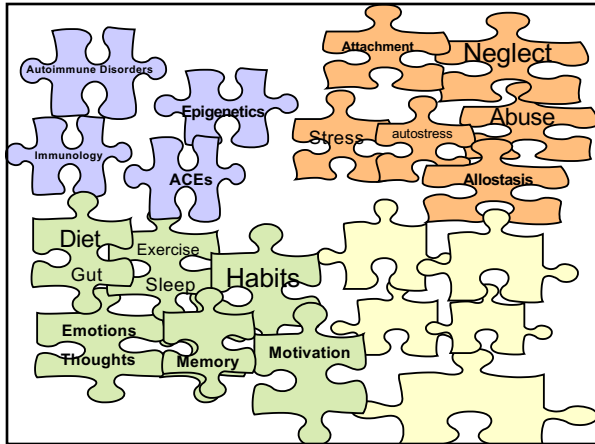 Autoimmune Disorders
Epigenetics
Immunology
ACEs
Attachment
Neglect
Abuse
Stress
autostress
Allostasis
Diet
Gut
Exercise
Sleep
Habits
Emotions
Thoughts
Memory
Motivation